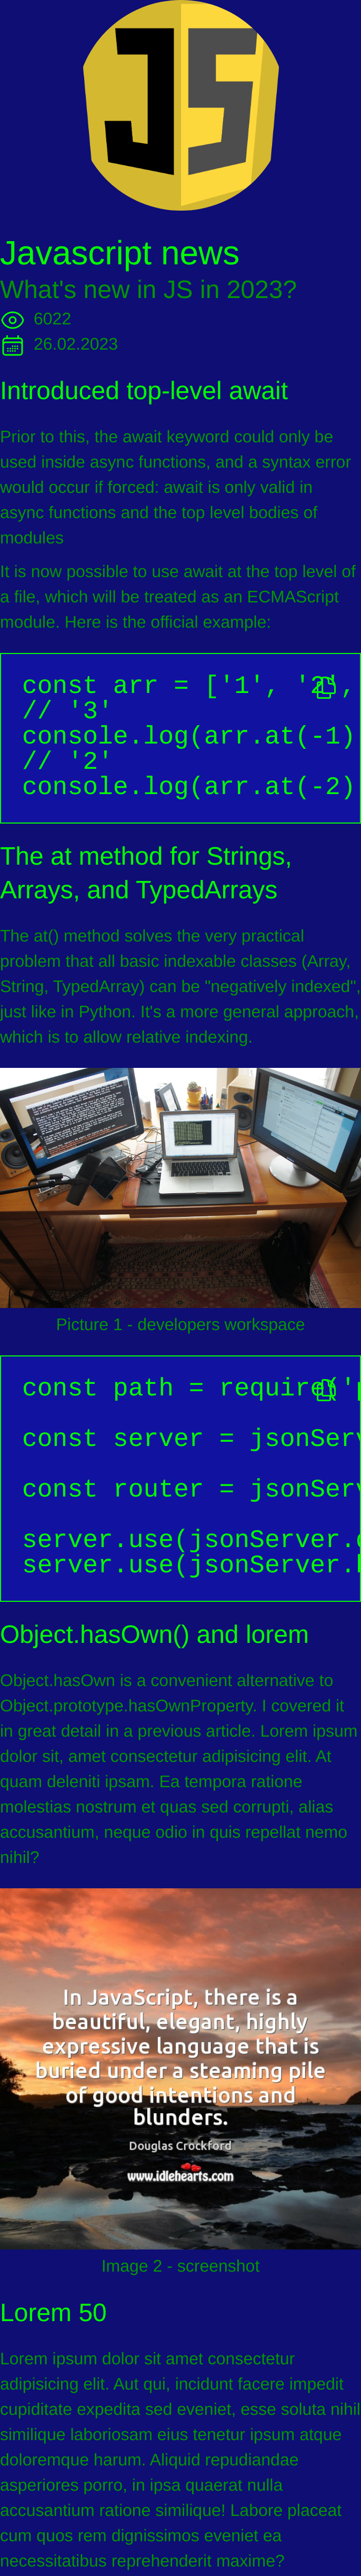 JS
Javascript news
What's new in JS in 2023?
6022
26.02.2023
Introduced top-level await
Prior to this, the await keyword could only be
used inside async functions, and a syntax error
would occur if forced: await is only valid in
async functions and the top level bodies of
modules
It is now possible to use await at the top level of
a file, which will be treated as an ECMAScript
module. Here is the official example:
const arr = ['1', '2',
// '3'
console.log(arr.at(-1)
// '2'
console.log(arr.at(-2)
The at method for Strings,
Arrays, and TypedArrays
The at() method solves the very practical
problem that all basic indexable classes (Array,
String, TypedArray) can be "negatively indexed",
just like in Python. It's a more general approach,
which is to allow relative indexing.
Picture 1 - developers workspace
const path = require('p
const server = jsonServ
const router = jsonServ
server.use(jsonServer.
server.use(jsonServer.
Object.hasOwn() and lorem
Object.hasOwn is a convenient alternative to
Object.prototype.hasOwnProperty. I covered it
in great detail in a previous article. Lorem ipsum
dolor sit, amet consectetur adipisicing elit. At
quam deleniti ipsam. Ea tempora ratione
molestias nostrum et quas sed corrupti, alias
accusantium, neque odio in quis repellat nemo
nihil?
In JavaScript, there is a
beautiful, elegant, highly
expressive language that is
buried under a steaming pile
of good intentions and
blunders.
Douglas Crockford
www.idlehearts.com
Image 2 - screenshot
Lorem 50
Lorem ipsum dolor sit amet consectetur
adipisicing elit. Aut qui, incidunt facere impedit
cupiditate expedita sed eveniet, esse soluta nihil
similique laboriosam eius tenetur ipsum atque
doloremque harum. Aliquid repudiandae
asperiores porro, in ipsa quaerat nulla
accusantium ratione similique! Labore placeat
cum quos rem dignissimos eveniet ea
necessitatibus reprehenderit maxime?